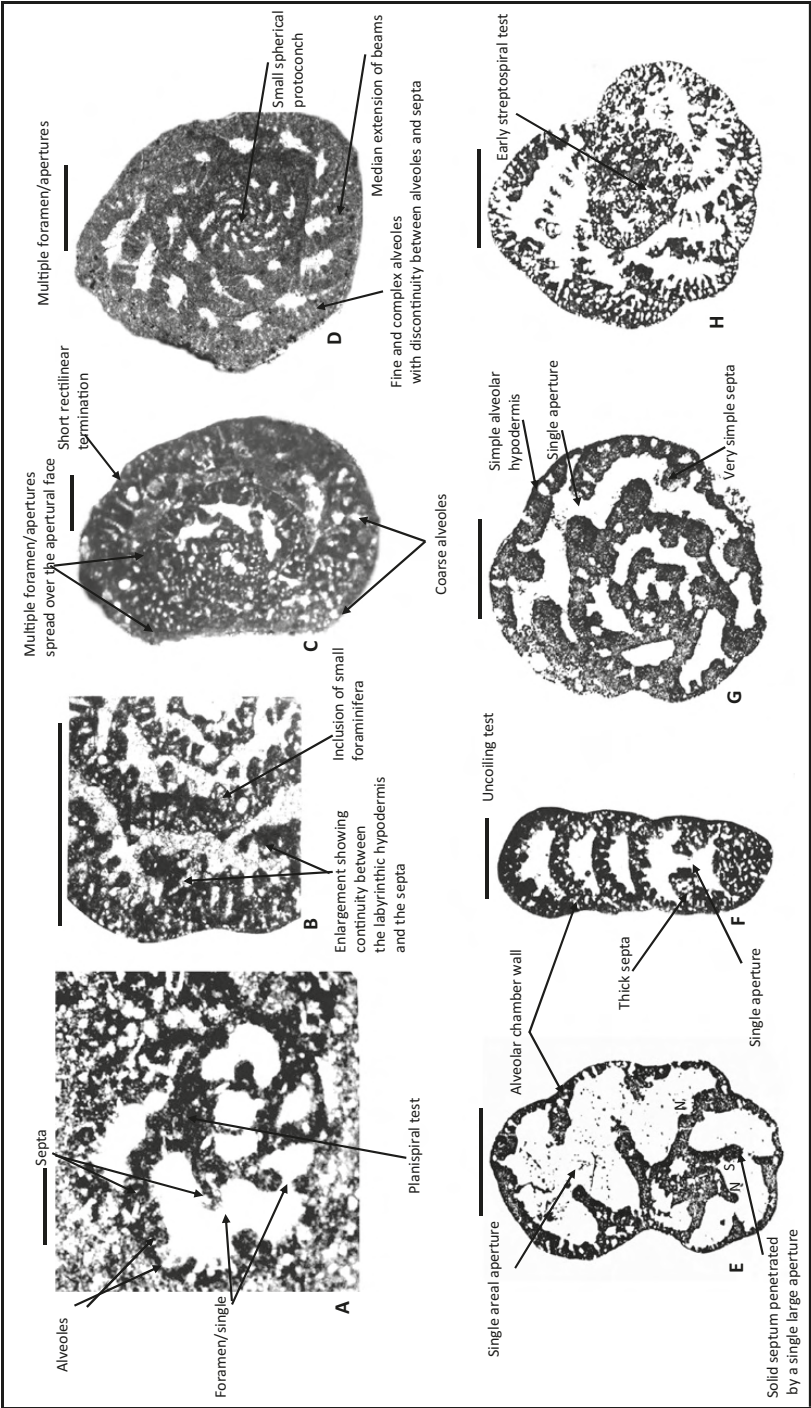 Alveoles
Septa
Foramen/single
Planispiral test
A
Enlargement showing
continuity between
the labyrinthic hypodermis
and the septa
Inclusion of small
foraminifera
B
Multiple foramen/apertures
spread over the apertural face
Short rectilinear
termination
Coarse alveoles
C
Multiple foramen/apertures
Small spherical
protoconch
Median extension of beams
Fine and complex alveoles
with discontinuity between alveoles and septa
D
Single areal aperture
Alveolar chamber wall
N
S
N
Solid septum penetrated
by a single large aperture
E
Uncoiling test
Thick septa
Single aperture
F
Simple alveolar
hypodermis
Single aperture
Very simple septa
G
Early streptospiral test
H